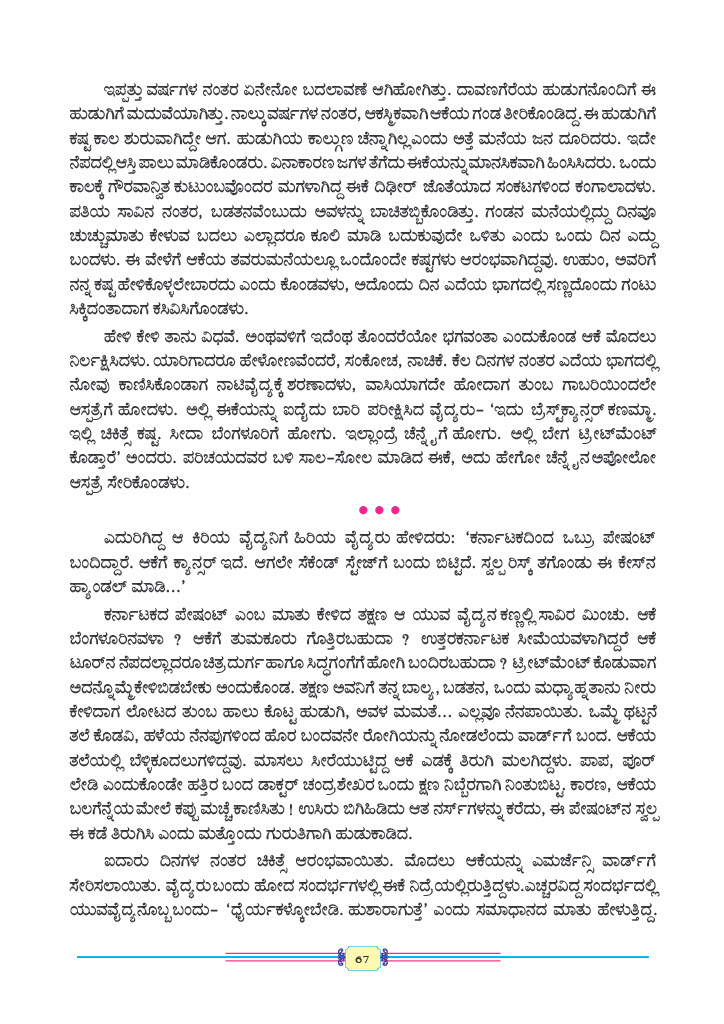 ಇಪ್ಪತ್ತು ವರ್ಷಗಳ ನಂತರ ಏನೇನೋ ಬದಲಾವಣೆ ಆಗಿಹೋಗಿತ್ತು. ದಾವಣಗೆರೆಯ ಹುಡುಗನೊಂದಿಗೆ ಈ
ಹುಡುಗಿಗೆ ಮದುವೆಯಾಗಿತ್ತು. ನಾಲ್ಕು ವರ್ಷಗಳ ನಂತರ, ಆಕಸ್ಮಿಕವಾಗಿ ಆಕೆಯ ಗಂಡ ತೀರಿಕೊಂಡಿದ್ದ. ಈ ಹುಡುಗಿಗೆ
ಕಷ್ಟ ಕಾಲ ಶುರುವಾಗಿದ್ದೇ ಆಗ. ಹುಡುಗಿಯ ಕಾಲ್ಗುಣ ಚೆನ್ನಾಗಿಲ್ಲ ಎಂದು ಅತ್ತೆ ಮನೆಯ ಜನ ದೂರಿದರು. ಇದೇ
ನೆಪದಲ್ಲಿ ಆಸ್ತಿ ಪಾಲು ಮಾಡಿಕೊಂಡರು. ವಿನಾಕಾರಣ ಜಗಳ ತೆಗೆದು ಈಕೆಯನ್ನು ಮಾನಸಿಕವಾಗಿ ಹಿಂಸಿಸಿದರು. ಒಂದು
ಕಾಲಕ್ಕೆ ಗೌರವಾನ್ವಿತ ಕುಟುಂಬವೊಂದರ ಮಗಳಾಗಿದ್ದ ಈಕೆ ದಿಢೀರ್ ಜೊತೆಯಾದ ಸಂಕಟಗಳಿಂದ ಕಂಗಾಲಾದಳು.
ಪತಿಯ ಸಾವಿನ ನಂತರ, ಬಡತನವೆಂಬುದು ಅವಳನ್ನು ಬಾಚಿತಬ್ಬಿಕೊಂಡಿತ್ತು. ಗಂಡನ ಮನೆಯಲ್ಲಿದ್ದು ದಿನವೂ
ಚುಚ್ಚುಮಾತು ಕೇಳುವ ಬದಲು ಎಲ್ಲಾದರೂ ಕೂಲಿ ಮಾಡಿ ಬದುಕುವುದೇ ಒಳಿತು ಎಂದು ಒಂದು ದಿನ ಎದ್ದು
ಬಂದಳು. ಈ ವೇಳೆಗೆ ಆಕೆಯ ತವರುಮನೆಯಲ್ಲೂ ಒಂದೊಂದೇ ಕಷ್ಟಗಳು ಆರಂಭವಾಗಿದ್ದವು. ಉಹುಂ, ಅವರಿಗೆ
ನನ್ನ ಕಷ್ಟ ಹೇಳಿಕೊಳ್ಳಲೇಬಾರದು ಎಂದು ಕೊಂಡವಳು, ಅದೊಂದು ದಿನ ಎದೆಯ ಭಾಗದಲ್ಲಿ ಸಣ್ಣದೊಂದು ಗಂಟು
ಸಿಕ್ಕಿದಂತಾದಾಗ ಕಸಿವಿಸಿಗೊಂಡಳು.
ಹೇಳಿ ಕೇಳಿ ತಾನು ವಿಧವೆ. ಅಂಥವಳಿಗೆ ಇದೆಂಥ ತೊಂದರೆಯೋ ಭಗವಂತಾ ಎಂದುಕೊಂಡ ಆಕೆ ಮೊದಲು
ನಿರ್ಲಕ್ಷಿಸಿದಳು. ಯಾರಿಗಾದರೂ ಹೇಳೋಣವೆಂದರೆ, ಸಂಕೋಚ, ನಾಚಿಕೆ. ಕೆಲ ದಿನಗಳ ನಂತರ ಎದೆಯ ಭಾಗದಲ್ಲಿ
ನೋವು ಕಾಣಿಸಿಕೊಂಡಾಗ ನಾಟಿವೈದ್ಯಕ್ಕೆ ಶರಣಾದಳು, ವಾಸಿಯಾಗದೇ ಹೋದಾಗ ತುಂಬ ಗಾಬರಿಯಿಂದಲೇ
ಆಸ್ಪತ್ರೆಗೆ ಹೋದಳು. ಅಲ್ಲಿ ಈಕೆಯನ್ನು ಐದೈದು ಬಾರಿ ಪರೀಕ್ಷಿಸಿದ ವೈದ್ಯರು– ‘ಇದು ಬ್ರೆಸ್ಟ್‌ಕ್ಯಾನ್ಸರ್ ಕಣಮ್ಮಾ.
ಇಲ್ಲಿ ಚಿಕಿತ್ಸೆ ಕಷ್ಟ. ಸೀದಾ ಬೆಂಗಳೂರಿಗೆ ಹೋಗು. ಇಲ್ಲಾಂದ್ರೆ ಚೆನ್ನೈಗೆ ಹೋಗು. ಅಲ್ಲಿ ಬೇಗ ಟ್ರೀಟ್‌ಮೆಂಟ್
ಕೊಡ್ತಾರೆ’ ಅಂದರು. ಪರಿಚಯದವರ ಬಳಿ ಸಾಲ–ಸೋಲ ಮಾಡಿದ ಈಕೆ, ಅದು ಹೇಗೋ ಚೆನ್ನೈನ ಅಪೋಲೋ
ಆಸ್ಪತ್ರೆ ಸೇರಿಕೊಂಡಳು.
● ● ●
ಎದುರಿಗಿದ್ದ ಆ ಕಿರಿಯ ವೈದ್ಯನಿಗೆ ಹಿರಿಯ ವೈದ್ಯರು ಹೇಳಿದರು: ‘ಕರ್ನಾಟಕದಿಂದ ಒಬ್ರು ಪೇಷಂಟ್
ಬಂದಿದ್ದಾರೆ. ಆಕೆಗೆ ಕ್ಯಾನ್ಸರ್ ಇದೆ. ಆಗಲೇ ಸೆಕೆಂಡ್ ಸ್ಟೇಜ್‌ಗೆ ಬಂದು ಬಿಟ್ಟಿದೆ. ಸ್ವಲ್ಪ ರಿಸ್ಕ್ ತಗೊಂಡು ಈ ಕೇಸ್‌ನ
ಹ್ಯಾಂಡಲ್ ಮಾಡಿ...’
ಕರ್ನಾಟಕದ ಪೇಷಂಟ್ ಎಂಬ ಮಾತು ಕೇಳಿದ ತಕ್ಷಣ ಆ ಯುವ ವೈದ್ಯನ ಕಣ್ಣಲ್ಲಿ ಸಾವಿರ ಮಿಂಚು. ಆಕೆ
ಬೆಂಗಳೂರಿನವಳಾ ? ಆಕೆಗೆ ತುಮಕೂರು ಗೊತ್ತಿರಬಹುದಾ ? ಉತ್ತರಕರ್ನಾಟಕ ಸೀಮೆಯವಳಾಗಿದ್ದರೆ ಆಕೆ
ಟೂರ್‌ನ ನೆಪದಲ್ಲಾದರೂ ಚಿತ್ರದುರ್ಗ ಹಾಗೂ ಸಿದ್ಧಗಂಗೆಗೆ ಹೋಗಿ ಬಂದಿರಬಹುದಾ ? ಟ್ರೀಟ್‌ಮೆಂಟ್ ಕೊಡುವಾಗ
ಅದನ್ನೊಮ್ಮೆ ಕೇಳಿಬಿಡಬೇಕು ಅಂದುಕೊಂಡ. ತಕ್ಷಣ ಅವನಿಗೆ ತನ್ನ ಬಾಲ್ಯ, ಬಡತನ, ಒಂದು ಮಧ್ಯಾಹ್ನ ತಾನು ನೀರು
ಕೇಳಿದಾಗ ಲೋಟದ ತುಂಬ ಹಾಲು ಕೊಟ್ಟ ಹುಡುಗಿ, ಅವಳ ಮಮತೆ... ಎಲ್ಲವೂ ನೆನಪಾಯಿತು. ಒಮ್ಮೆ ಥಟ್ಟನೆ
ತಲೆ ಕೊಡವಿ, ಹಳೆಯ ನೆನಪುಗಳಿಂದ ಹೊರ ಬಂದವನೇ ರೋಗಿಯನ್ನು ನೋಡಲೆಂದು ವಾರ್ಡ್‌ಗೆ ಬಂದ. ಆಕೆಯ
ತಲೆಯಲ್ಲಿ ಬೆಳ್ಳಿಕೂದಲುಗಳಿದ್ದವು. ಮಾಸಲು ಸೀರೆಯುಟ್ಟಿದ್ದ ಆಕೆ ಎಡಕ್ಕೆ ತಿರುಗಿ ಮಲಗಿದ್ದಳು. ಪಾಪ, ಪೂರ್
ಲೇಡಿ ಎಂದುಕೊಂಡೇ ಹತ್ತಿರ ಬಂದ ಡಾಕ್ಟರ್ ಚಂದ್ರಶೇಖರ ಒಂದು ಕ್ಷಣ ನಿಬ್ಬೆರಗಾಗಿ ನಿಂತುಬಿಟ್ಟ. ಕಾರಣ, ಆಕೆಯ
ಬಲಗೆನ್ನೆಯ ಮೇಲೆ ಕಪ್ಪು ಮಚ್ಚೆ ಕಾಣಿಸಿತು ! ಉಸಿರು ಬಿಗಿಹಿಡಿದು ಆತ ನರ್ಸ್‌ಗಳನ್ನು ಕರೆದು, ಈ ಪೇಷಂಟ್‌ನ ಸ್ವಲ್ಪ
ಈ ಕಡೆ ತಿರುಗಿಸಿ ಎಂದು ಮತ್ತೊಂದು ಗುರುತಿಗಾಗಿ ಹುಡುಕಾಡಿದ.
ಐದಾರು ದಿನಗಳ ನಂತರ ಚಿಕಿತ್ಸೆ ಆರಂಭವಾಯಿತು. ಮೊದಲು ಆಕೆಯನ್ನು ಎಮರ್ಜೆನ್ಸಿ ವಾರ್ಡ್‌ಗೆ
ಸೇರಿಸಲಾಯಿತು. ವೈದ್ಯರು ಬಂದು ಹೋದ ಸಂದರ್ಭಗಳಲ್ಲಿ ಈಕೆ ನಿದ್ರೆಯಲ್ಲಿರುತ್ತಿದ್ದಳು.ಎಚ್ಚರವಿದ್ದ ಸಂದರ್ಭದಲ್ಲಿ
ಯುವವೈದ್ಯನೊಬ್ಬ ಬಂದು– ‘ಧೈರ್ಯಕಳ್ಕೋಬೇಡಿ. ಹುಶಾರಾಗುತ್ತೆ’ ಎಂದು ಸಮಾಧಾನದ ಮಾತು ಹೇಳುತ್ತಿದ್ದ.
67